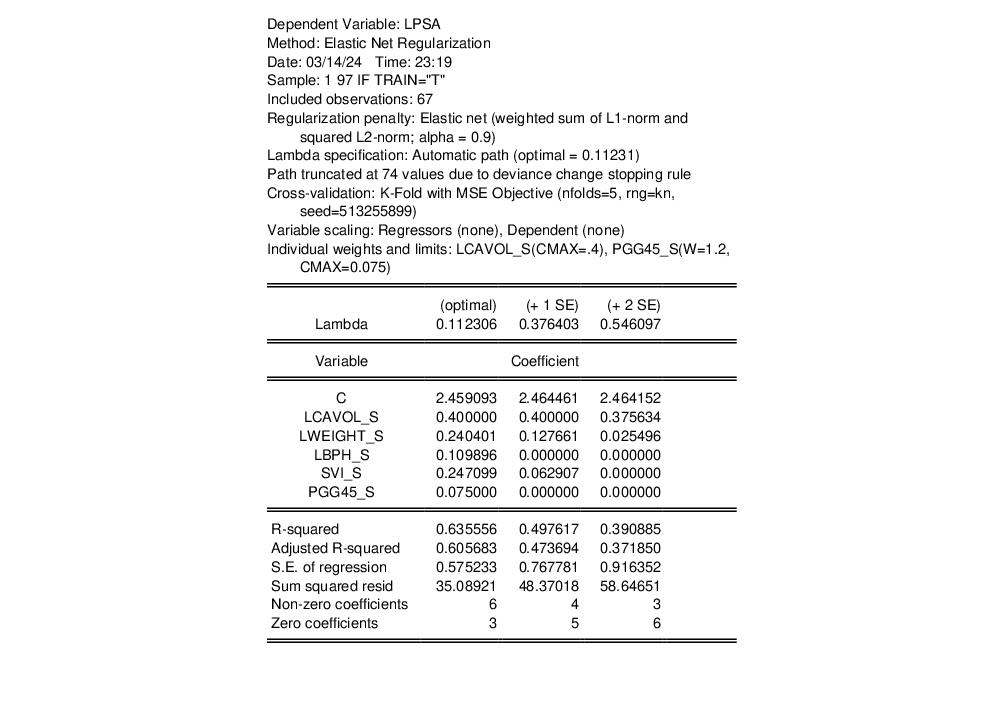 Dependent Variable: LPSA
Method: Elastic Net Regularization
Date: 03/14/24 Time: 23:19
Sample: 1 97 IF TRAIN="T"
Included observations: 67
Regularization penalty: Elastic net (weighted sum of L1-norm and
squared L2-norm; alpha = 0.9)
Lambda specification: Automatic path (optimal = 0.11231)
Path truncated at 74 values due to deviance change stopping rule
Cross-validation: K-Fold with MSE Objective (nfolds=5, rng=kn,
seed=513255899)
Variable scaling: Regressors (none), Dependent (none)
Individual weights and limits: LCAVOL_S(CMAX=.4), PGG45_S(W=1.2,
CMAX=0.075)
(optimal) (+ 1 SE) (+ 2 SE)
Lambda 0.112306 0.376403 0.546097
Variable Coefficient
C 2.459093 2.464461 2.464152
LCAVOL_S 0.400000 0.400000 0.375634
LWEIGHT_S 0.240401 0.127661 0.025496
LBPH_S 0.109896 0.000000 0.000000
SVI_S 0.247099 0.062907 0.000000
PGG45_S 0.075000 0.000000 0.000000
R-squared 0.635556 0.497617 0.390885
Adjusted R-squared 0.605683 0.473694 0.371850
S.E. of regression 0.575233 0.767781 0.916352
Sum squared resid 35.08921 48.37018 58.64651
Non-zero coefficients 6 4 3
Zero coefficients 3 5 6